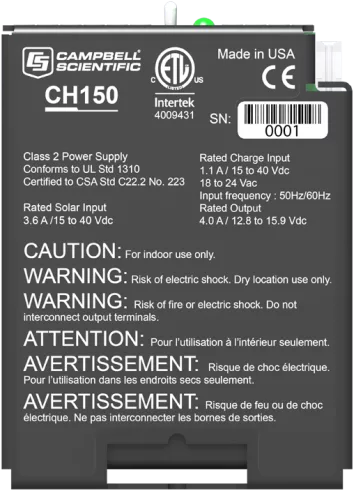 CAMPBELL
SCIENTIFIC
CH150
C ETL US
LISTED
Intertek
4009431
Made in USA
CE
SN:
0001
Class 2 Power Supply
Conforms to UL Std 1310
Certified to CSA Std C22.2 No. 223
Rated Solar Input
3.6 A /15 to 40 Vdc
Rated Charge Input
1.1 A / 15 to 40 Vdc
18 to 24 Vac
Input frequency : 50Hz/60Hz
Rated Output
4.0 A / 12.8 to 15.9 Vdc
CAUTION: For indoor use only.
WARNING: Risk of electric shock. Dry location use only.
WARNING: Risk of fire or electric shock. Do not
interconnect output terminals.
ATTENTION: Pour l'utilisation à l'intérieur seulement.
AVERTISSEMENT: Risque de choc électrique.
Pour l'utilisation dans les endroits secs seulement.
AVERTISSEMENT: Risque de feu ou de choc
électrique. Ne pas interconnecter les bornes de sorties.